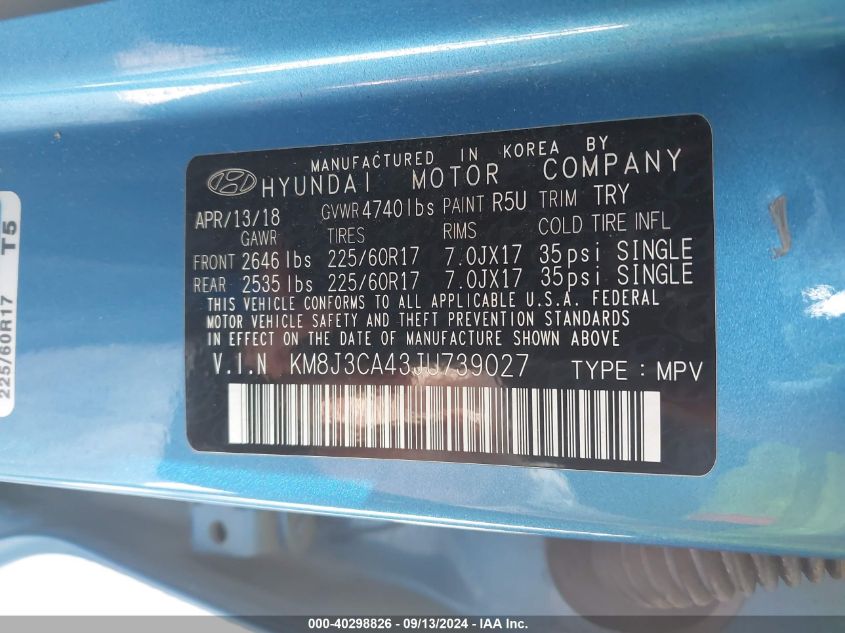 MANUFACTURED IN KOREA BY
HYUNDAI MOTOR COMPANY
APR/13/18 GVWR 4740 lbs PAINT R5U TRIM TRY
GAWR TIRES RIMS COLD TIRE INFL
FRONT 2646 lbs 225/60R17 7.0JX17 35psi SINGLE
REAR 2535 lbs 225/60R17 7.0JX17 35psi SINGLE
THIS VEHICLE CONFORMS TO ALL APPLICABLE U.S.A. FEDERAL
MOTOR VEHICLE SAFETY AND THEFT PREVENTION STANDARDS
IN EFFECT ON THE DATE OF MANUFACTURE SHOWN ABOVE.
V.I.N KM8J3CA43JU739027 TYPE : MPV
225/60R17 T5
000-40298826 - 09/13/2024 - IAA Inc.